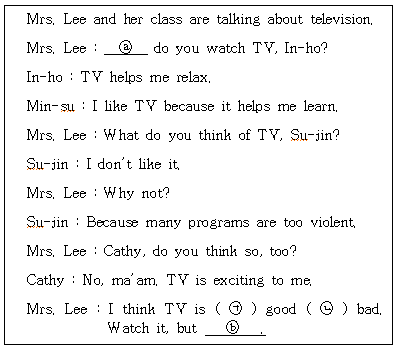 Mrs. Lee and her class are talking about television.
Mrs. Lee : ⓐ do you watch TV, In-ho?
In-ho : TV helps me relax.
Min-su : I like TV because it helps me learn.
Mrs. Lee : What do you think of TV, Su-jin?
Su-jin : I don't like it.
Mrs. Lee : Why not?
Su-jin : Because many programs are too violent.
Mrs. Lee : Cathy, do you think so, too?
Cathy : No, ma'am. TV is exciting to me.
Mrs. Lee : I think TV is ( ㉠ ) good ( ㉡ ) bad.
Watch it, but ⓑ .